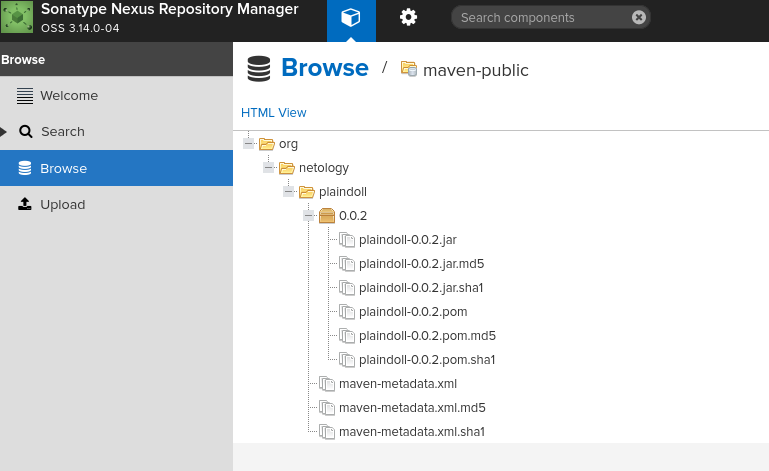 Sonatype Nexus Repository Manager
OSS 3.14.0-04
Search components
Browse
Welcome
Search
Browse
Upload
Browse / maven-public
HTML View
org
netology
plaindoll
0.0.2
plaindoll-0.0.2.jar
plaindoll-0.0.2.jar.md5
plaindoll-0.0.2.jar.sha1
plaindoll-0.0.2.pom
plaindoll-0.0.2.pom.md5
plaindoll-0.0.2.pom.sha1
maven-metadata.xml
maven-metadata.xml.md5
maven-metadata.xml.sha1